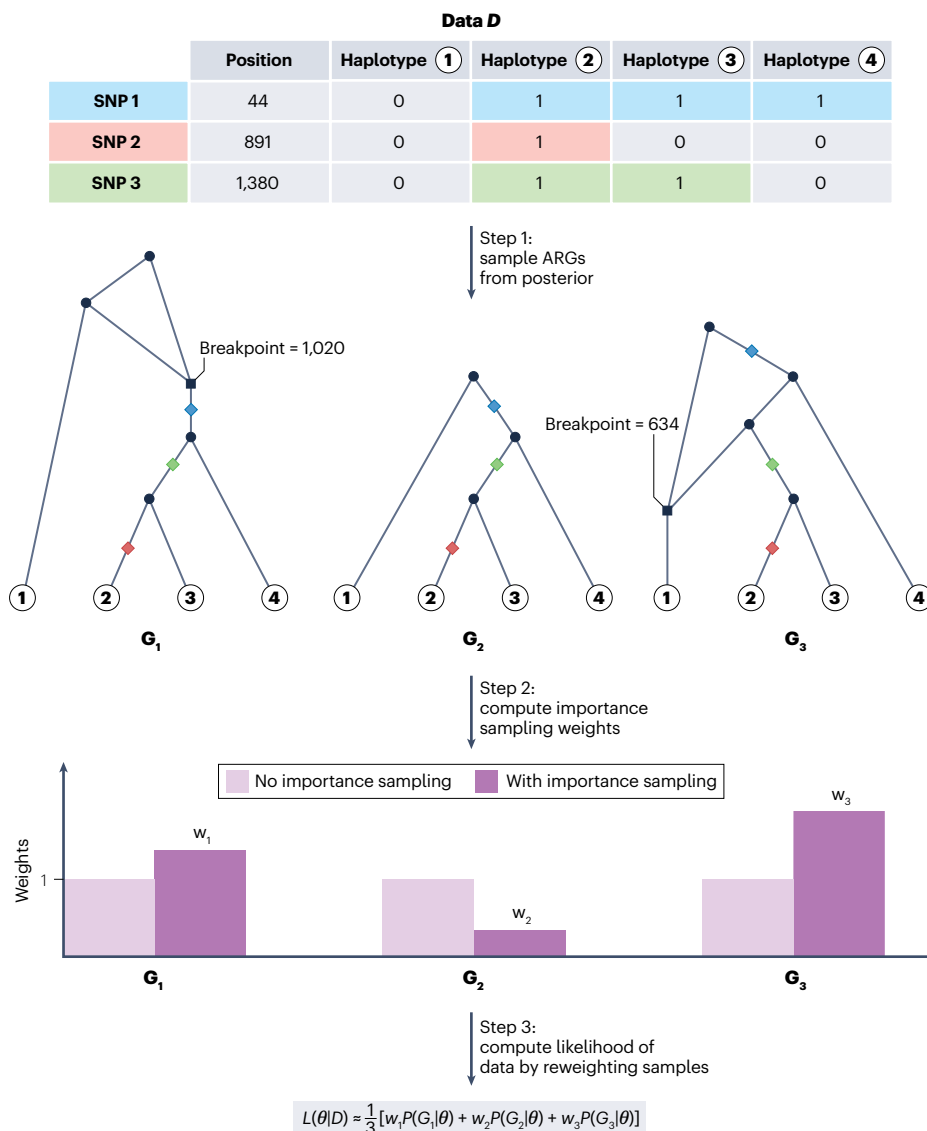 Data D
Position Haplotype 1 Haplotype 2 Haplotype 3 Haplotype 4
SNP 1 44 0 1 1 1
SNP 2 891 0 1 0 0
SNP 3 1,380 0 1 1 0
Step 1:
sample ARGs
from posterior
Breakpoint = 1,020
Breakpoint = 634
1 2 3 4 1 2 3 4 1 2 3 4
G₁ G₂ G₃
Step 2:
compute importance
sampling weights
No importance sampling With importance sampling
w₁ w₂ w₃
Weights
1
G₁ G₂ G₃
Step 3:
compute likelihood of
data by reweighting samples
L(θ|D) ≈ 1/3 [w₁P(G₁|θ) + w₂P(G₂|θ) + w₃P(G₃|θ)]